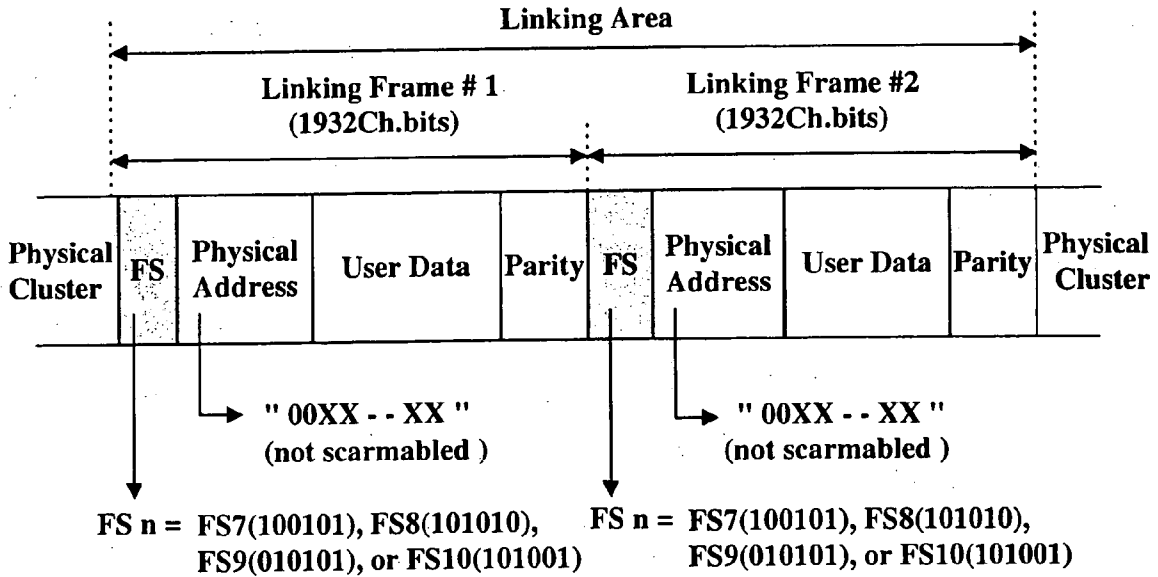 Linking Area
Linking Frame # 1
(1932Ch.bits)
Linking Frame #2
(1932Ch.bits)
Physical
Cluster
FS
Physical
Address
User Data
Parity
FS
Physical
Address
User Data
Parity
Physical
Cluster
" 00XX - - XX "
(not scarmabled )
" 00XX - - XX "
(not scarmabled )
FS n = FS7(100101), FS8(101010),
FS9(010101), or FS10(101001)
FS n = FS7(100101), FS8(101010),
FS9(010101), or FS10(101001)